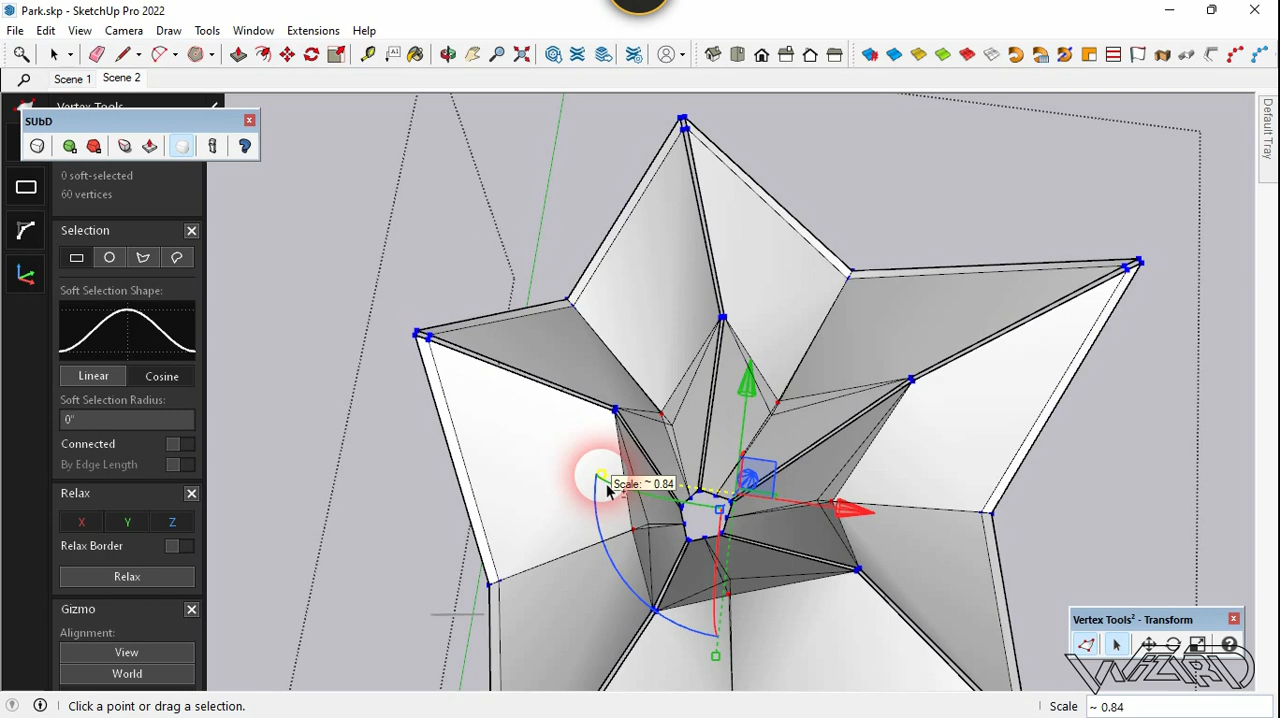 Park.skp - SketchUp Pro 2022
File Edit View Camera Draw Tools Window Extensions Help
Scene 1 Scene 2
Vertex Tools
SUbD
0 soft-selected
60 vertices
Selection
Soft Selection Shape:
Linear Cosine
Soft Selection Radius:
0"
Connected
By Edge Length
Relax
X Y Z
Relax Border
Relax
Gizmo
Alignment:
View
World
Scale: ~ 0.84
Default Tray
Vertex Tools² - Transform
WIZARD
Click a point or drag a selection.
Scale ~ 0.84